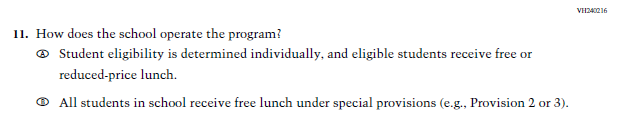 VH240216
11. How does the school operate the program?
Ⓐ Student eligibility is determined individually, and eligible students receive free or
reduced-price lunch.
Ⓑ All students in school receive free lunch under special provisions (e.g., Provision 2 or 3).